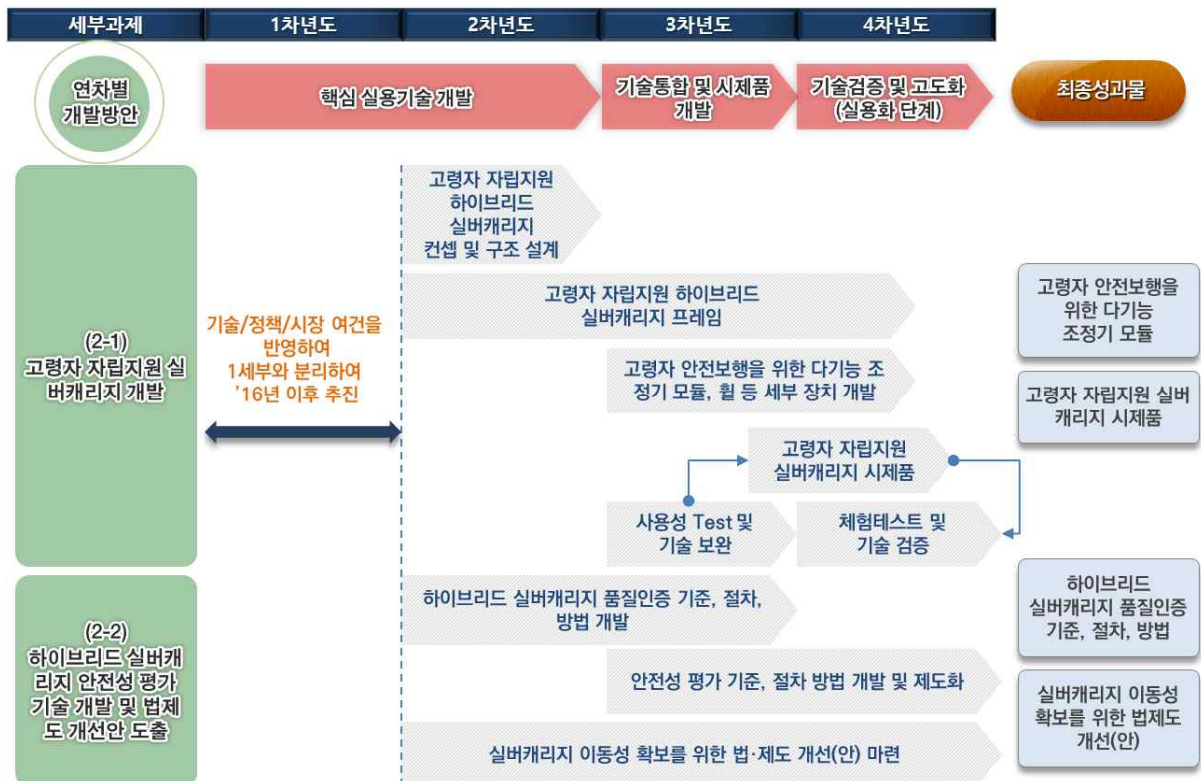 세부과제
1차년도
2차년도
3차년도
4차년도
연차별
개발방안
핵심 실용기술 개발
기술통합 및 시제품
개발
기술검증 및 고도화
(실용화 단계)
최종성과물
(2-1)
고령자 자립지원 실
버캐리지 개발
기술/정책/시장 여건을
반영하여
1세부와 분리하여
'16년 이후 추진
고령자 자립지원
하이브리드
실버캐리지
컨셉 및 구조 설계
고령자 자립지원 하이브리드
실버캐리지 프레임
고령자 안전보행을 위한 다기능 조
정기 모듈, 휠 등 세부 장치 개발
고령자 자립지원
실버캐리지 시제품
사용성 Test 및
기술 보완
체험테스트 및
기술 검증
고령자 안전보행을
위한 다기능
조정기 모듈
고령자 자립지원 실버
캐리지 시제품
(2-2)
하이브리드 실버캐
리지 안전성 평가
기술 개발 및 법제
도 개선안 도출
하이브리드 실버캐리지 품질인증 기준, 절차,
방법 개발
안전성 평가 기준, 절차 방법 개발 및 제도화
실버캐리지 이동성 확보를 위한 법·제도 개선(안) 마련
하이브리드
실버캐리지 품질인증
기준, 절차, 방법
실버캐리지 이동성
확보를 위한 법제도
개선(안)